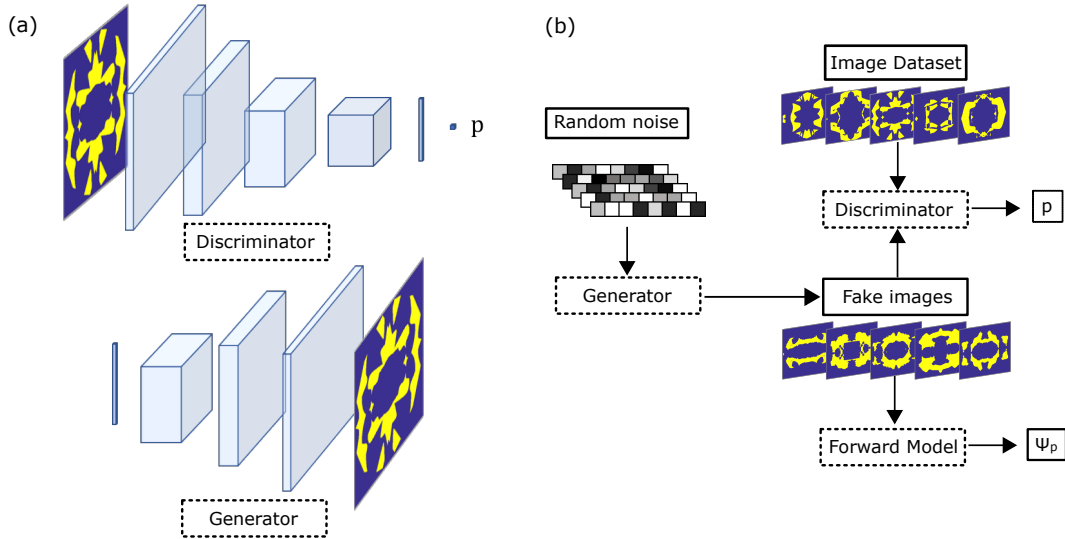 (a)
p
Discriminator
Generator
(b)
Image Dataset
Random noise
Discriminator
p
Generator
Fake images
Forward Model
Ψp